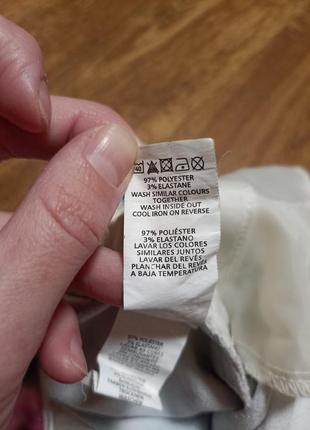 40
97% POLYESTER
3% ELASTANE
WASH SIMILAR COLOURS
TOGETHER
WASH INSIDE OUT
COOL IRON ON REVERSE
97% POLIÉSTER
3% ELASTANO
LAVAR LOS COLORES
SIMILARES JUNTOS
LAVAR DEL REVÉS
PLANCHAR DEL REVÉS
A BAJA TEMPERATURA